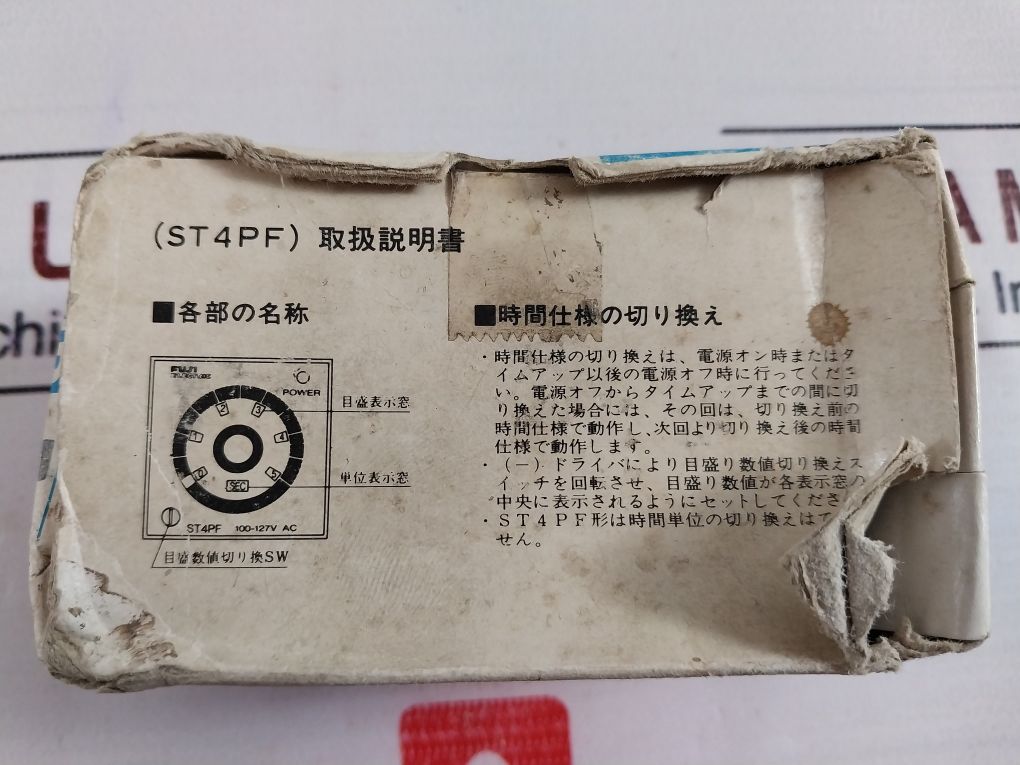 (ST4PF) 取扱説明書
■各部の名称
FUJI
POWER
目盛表示窓
0 1 2 3 4 5
単位表示窓
SEC
ST4PF 100-127V AC
目盛数値切り換SW
■時間仕様の切り換え
・時間仕様の切り換えは、電源オン時またはタ
イムアップ以後の電源オフ時に行ってくださ
い。電源オフからタイムアップまでの間に切
り換えた場合には、その回は、切り換え前の
時間仕様で動作し、次回より切り換え後の時間
仕様で動作します。
・(－)ドライバにより目盛り数値切り換えス
イッチを回転させ、目盛り数値が各表示窓の
中央に表示されるようにセットしてくださ
・ST4PF形は時間単位の切り換えはで
せん。
U
AM
chi
In